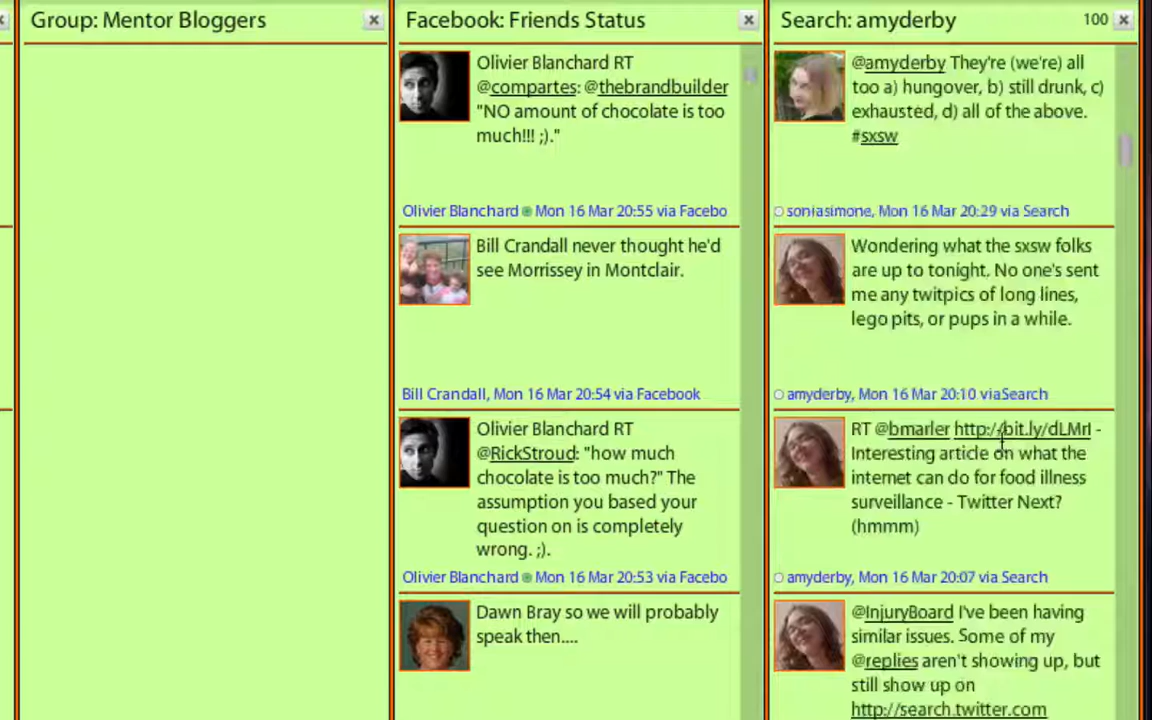 Group: Mentor Bloggers
Facebook: Friends Status
Olivier Blanchard RT
@compartes: @thebrandbuilder
"NO amount of chocolate is too
much!!! ;)."
Olivier Blanchard Mon 16 Mar 20:55 via Facebo
Bill Crandall never thought he'd
see Morrissey in Montclair.
Bill Crandall, Mon 16 Mar 20:54 via Facebook
Olivier Blanchard RT
@RickStroud: "how much
chocolate is too much?" The
assumption you based your
question on is completely
wrong. ;).
Olivier Blanchard Mon 16 Mar 20:53 via Facebo
Dawn Bray so we will probably
speak then....
Search: amyderby 100
@amyderby They're (we're) all
too a) hungover, b) still drunk, c)
exhausted, d) all of the above.
#sxsw
soniasimone, Mon 16 Mar 20:29 via Search
Wondering what the sxsw folks
are up to tonight. No one's sent
me any twitpics of long lines,
lego pits, or pups in a while.
amyderby, Mon 16 Mar 20:10 viaSearch
RT @bmarler http://bit.ly/dLMrI -
Interesting article on what the
internet can do for food illness
surveillance - Twitter Next?
(hmmm)
amyderby, Mon 16 Mar 20:07 via Search
@InjuryBoard I've been having
similar issues. Some of my
@replies aren't showing up, but
still show up on
http://search.twitter.com